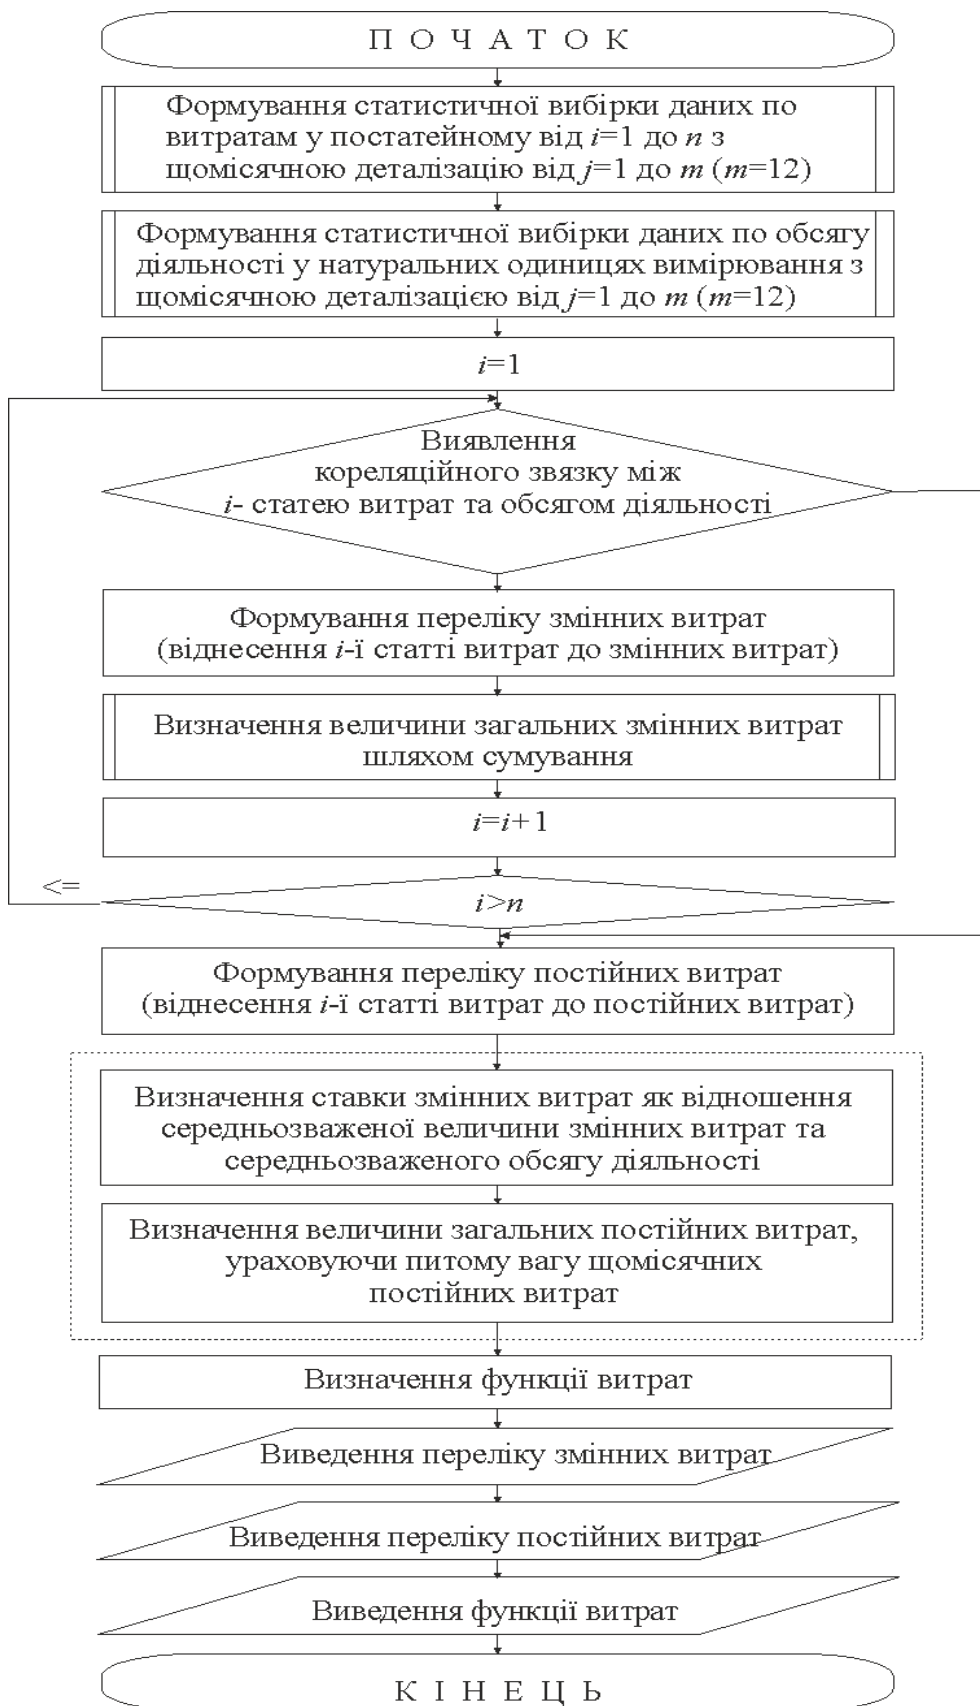 П О Ч А Т О К
Формування статистичної вибірки даних по
витратам у постатейному від i=1 до n з
щомісячною деталізацію від j=1 до m (m=12)
Формування статистичної вибірки даних по обсягу
діяльності у натуральних одиницях вимірювання з
щомісячною деталізацією від j=1 до m (m=12)
i=1
Виявлення
кореляційного звязку між
i- статею витрат та обсягом діяльності
Формування переліку змінних витрат
(віднесення i-ї статті витрат до змінних витрат)
Визначення величини загальних змінних витрат
шляхом сумування
i=i+1
<=
i>n
Формування переліку постійних витрат
(віднесення i-ї статті витрат до постійних витрат)
Визначення ставки змінних витрат як відношення
середньозваженої величини змінних витрат та
середньозваженого обсягу діяльності
Визначення величини загальних постійних витрат,
ураховуючи питому вагу щомісячних
постійних витрат
Визначення функції витрат
Виведення переліку змінних витрат
Виведення переліку постійних витрат
Виведення функції витрат
К І Н Е Ц Ь